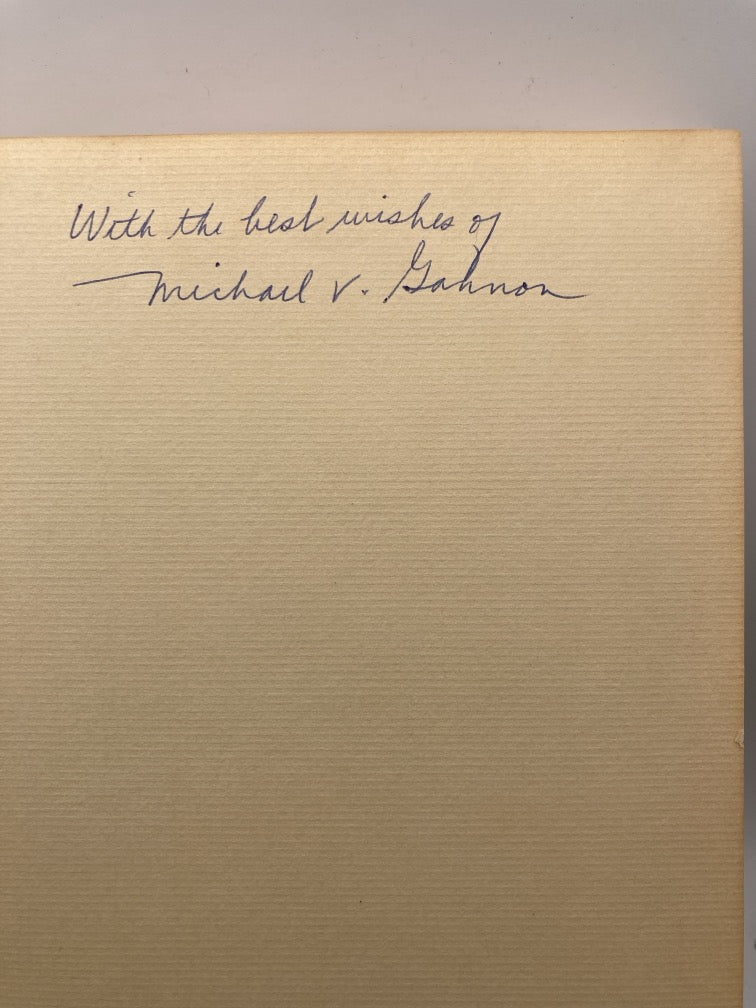 With the best wishes of
Michael V. Gannon